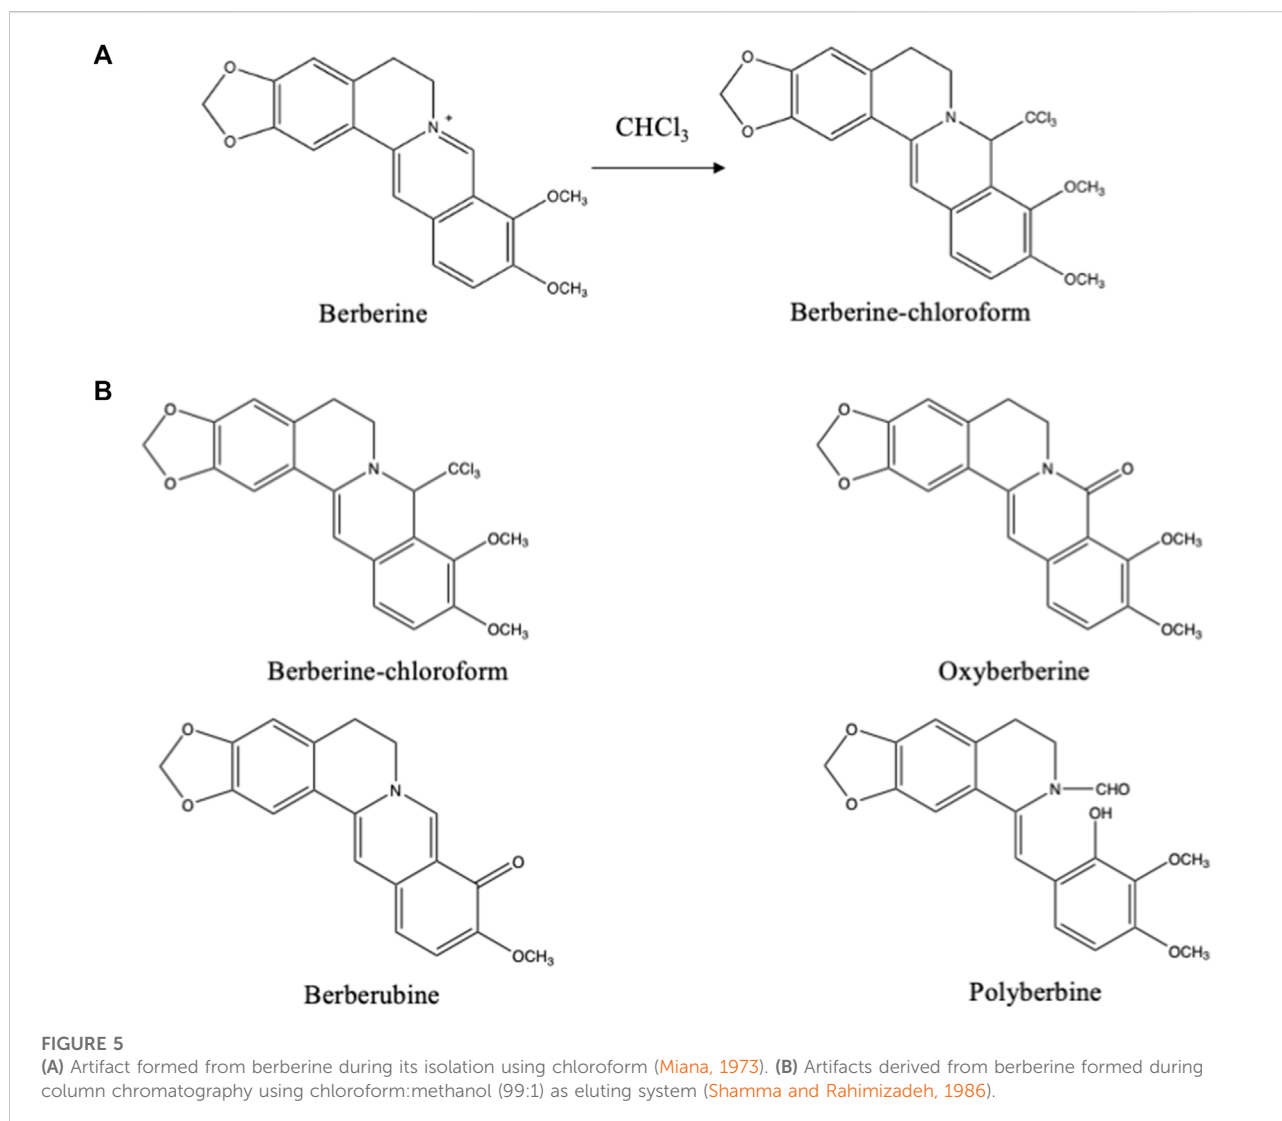 A
O
O
N
+
OCH₃
OCH₃
Berberine
CHCl₃
O
O
N
CCl₃
OCH₃
OCH₃
Berberine-chloroform
B
O
O
N
CCl₃
OCH₃
OCH₃
Berberine-chloroform
O
O
N
O
OCH₃
OCH₃
Oxyberberine
O
O
N
O
OCH₃
Berberubine
O
O
N
CHO
OH
OCH₃
OCH₃
Polyberbine
FIGURE 5
(A) Artifact formed from berberine during its isolation using chloroform (Miana, 1973). (B) Artifacts derived from berberine formed during
column chromatography using chloroform:methanol (99:1) as eluting system (Shamma and Rahimizadeh, 1986).